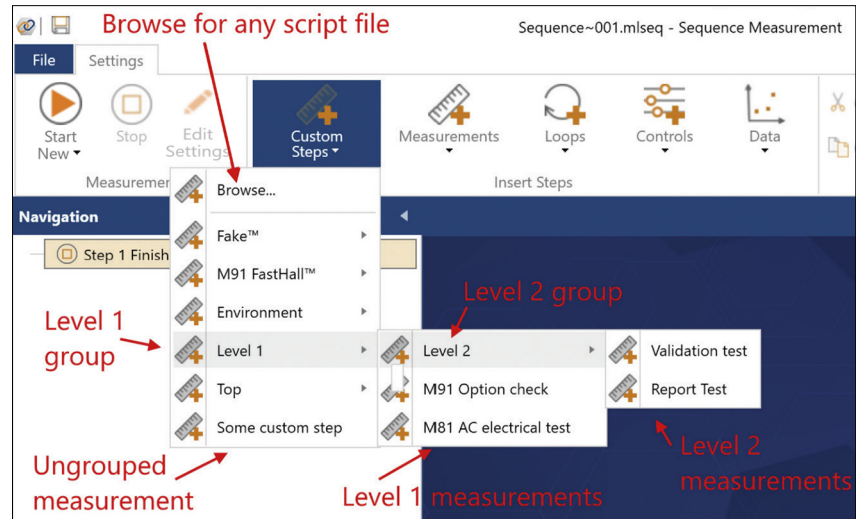 Browse for any script file
Sequence~001.mlseq - Sequence Measurement
File
Settings
Start
New
Stop
Edit
Settings
Custom
Steps
Measurements
Loops
Controls
Data
Insert Steps
Browse...
Navigation
Step 1 Finish
Fake™
M91 FastHall™
Environment
Level 1
Top
Some custom step
Level 2
M91 Option check
M81 AC electrical test
Validation test
Report Test
Level 1
group
Level 2 group
Ungrouped
measurement
Level 1 measurements
Level 2
measurements